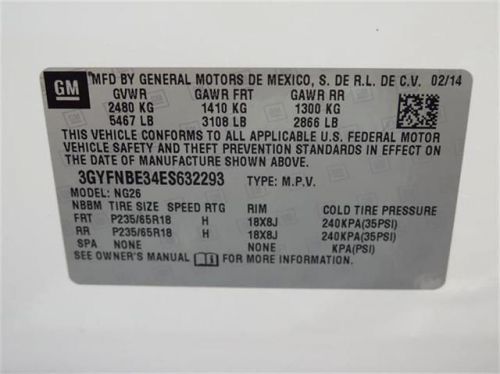 GM MFD BY GENERAL MOTORS DE MEXICO, S. DE R.L. DE C.V. 02/14
GVWR GAWR FRT GAWR RR
2480 KG 1410 KG 1300 KG
5467 LB 3108 LB 2866 LB
THIS VEHICLE CONFORMS TO ALL APPLICABLE U.S. FEDERAL MOTOR
VEHICLE SAFETY AND THEFT PREVENTION STANDARDS IN EFFECT ON
THE DATE OF MANUFACTURE SHOWN ABOVE.
3GYFNBE34ES632293 TYPE: M.P.V.
MODEL: NG26
NBBM TIRE SIZE SPEED RTG RIM COLD TIRE PRESSURE
FRT P235/65R18 H 18X8J 240KPA(35PSI)
RR P235/65R18 H 18X8J 240KPA(35PSI)
SPA NONE NONE KPA(PSI)
SEE OWNER'S MANUAL FOR MORE INFORMATION.